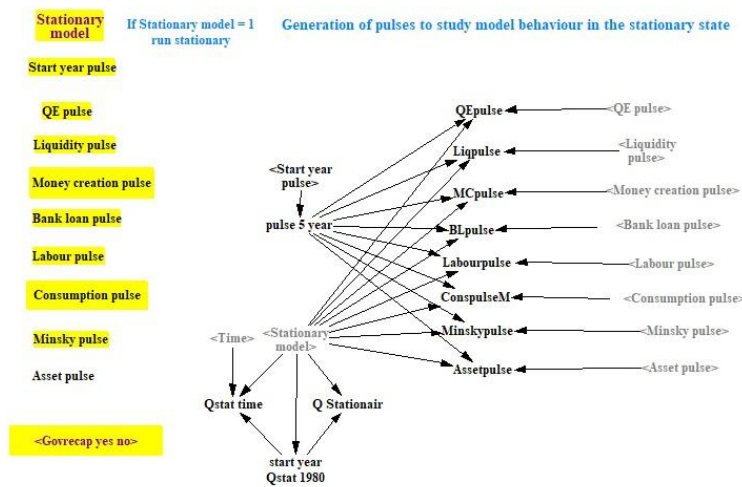 Stationary
model
If Stationary model = 1
run stationary
Generation of pulses to study model behaviour in the stationary state
Start year pulse
QE pulse
Liquidity pulse
Money creation pulse
Bank loan pulse
Labour pulse
Consumption pulse
Minsky pulse
Asset pulse
<Govrecap yes no>
<Start year
pulse>
pulse 5 year
<Time>
<Stationary
model>
Qstat time
Q Stationair
start year
Qstat 1980
QEpulse
Liqpulse
MCpulse
BLpulse
Labourpulse
ConspulseM
Minskypulse
Assetpulse
<QE pulse>
<Liquidity
pulse>
<Money creation pulse>
<Bank loan pulse>
<Labour pulse>
<Consumption pulse>
<Minsky pulse>
<Asset pulse>